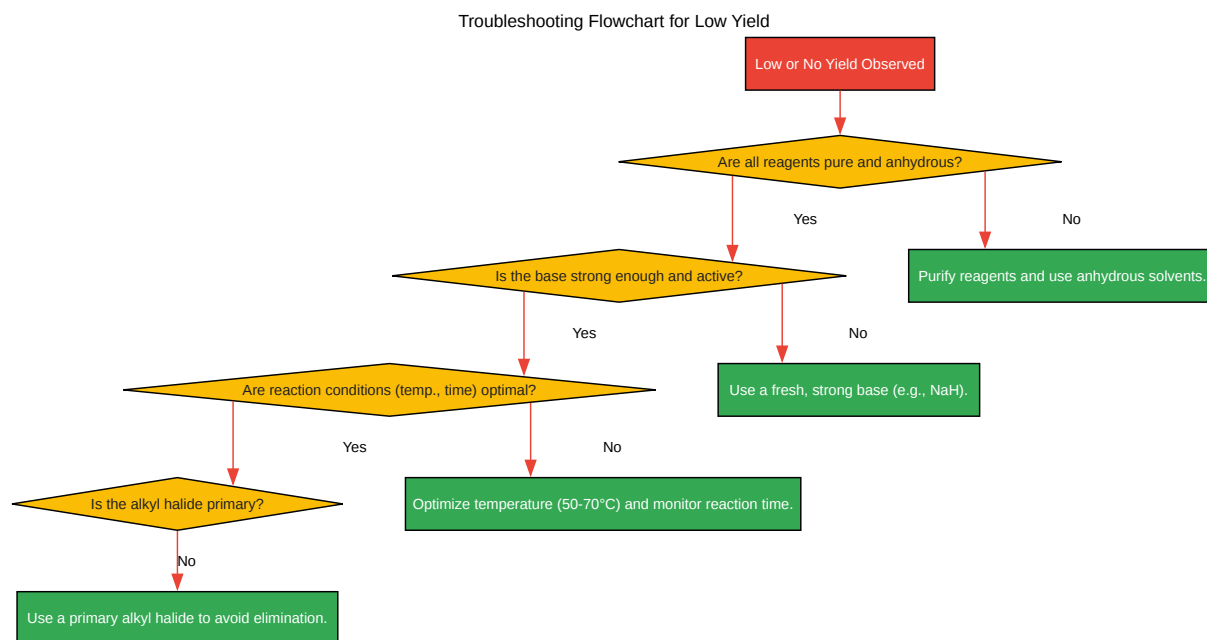 Troubleshooting Flowchart for Low Yield
Low or No Yield Observed
Are all reagents pure and anhydrous?
Yes
No
Is the base strong enough and active?
Purify reagents and use anhydrous solvents.
Yes
No
Are reaction conditions (temp., time) optimal?
Use a fresh, strong base (e.g., NaH).
Yes
No
Is the alkyl halide primary?
Optimize temperature (50-70°C) and monitor reaction time.
No
Use a primary alkyl halide to avoid elimination.